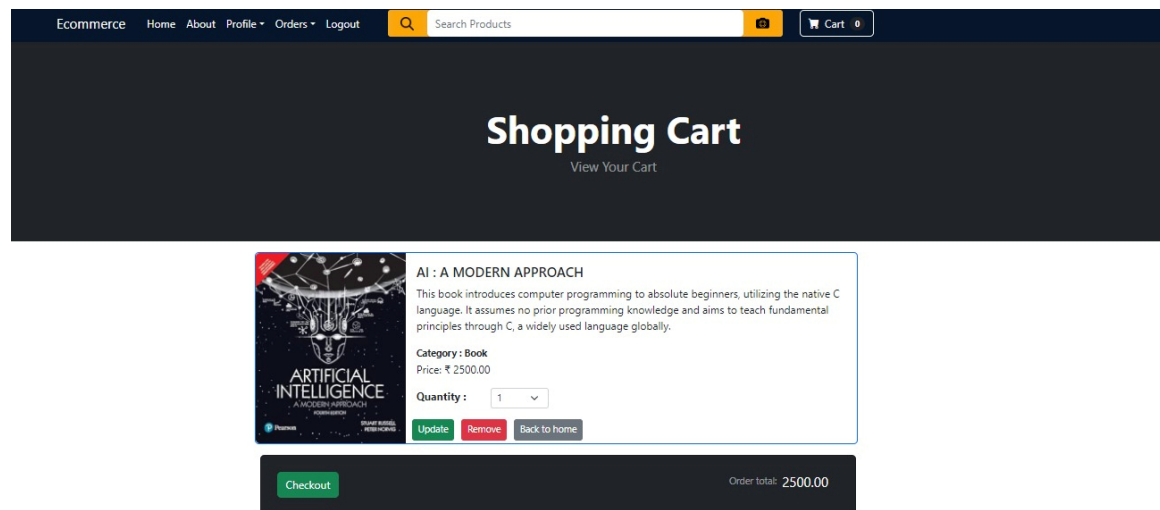 Ecommerce Home About Profile Orders Logout Search Products Cart 0
Shopping Cart
View Your Cart
AI : A MODERN APPROACH
This book introduces computer programming to absolute beginners, utilizing the native C
language. It assumes no prior programming knowledge and aims to teach fundamental
principles through C, a widely used language globally.
Category : Book
Price: ₹ 2500.00
Quantity : 1
Update Remove Back to home
ARTIFICIAL
INTELLIGENCE
A MODERN APPROACH
FOURTH EDITION
Pearson
STUART RUSSELL
PETER NORVIG
Checkout Order total: 2500.00